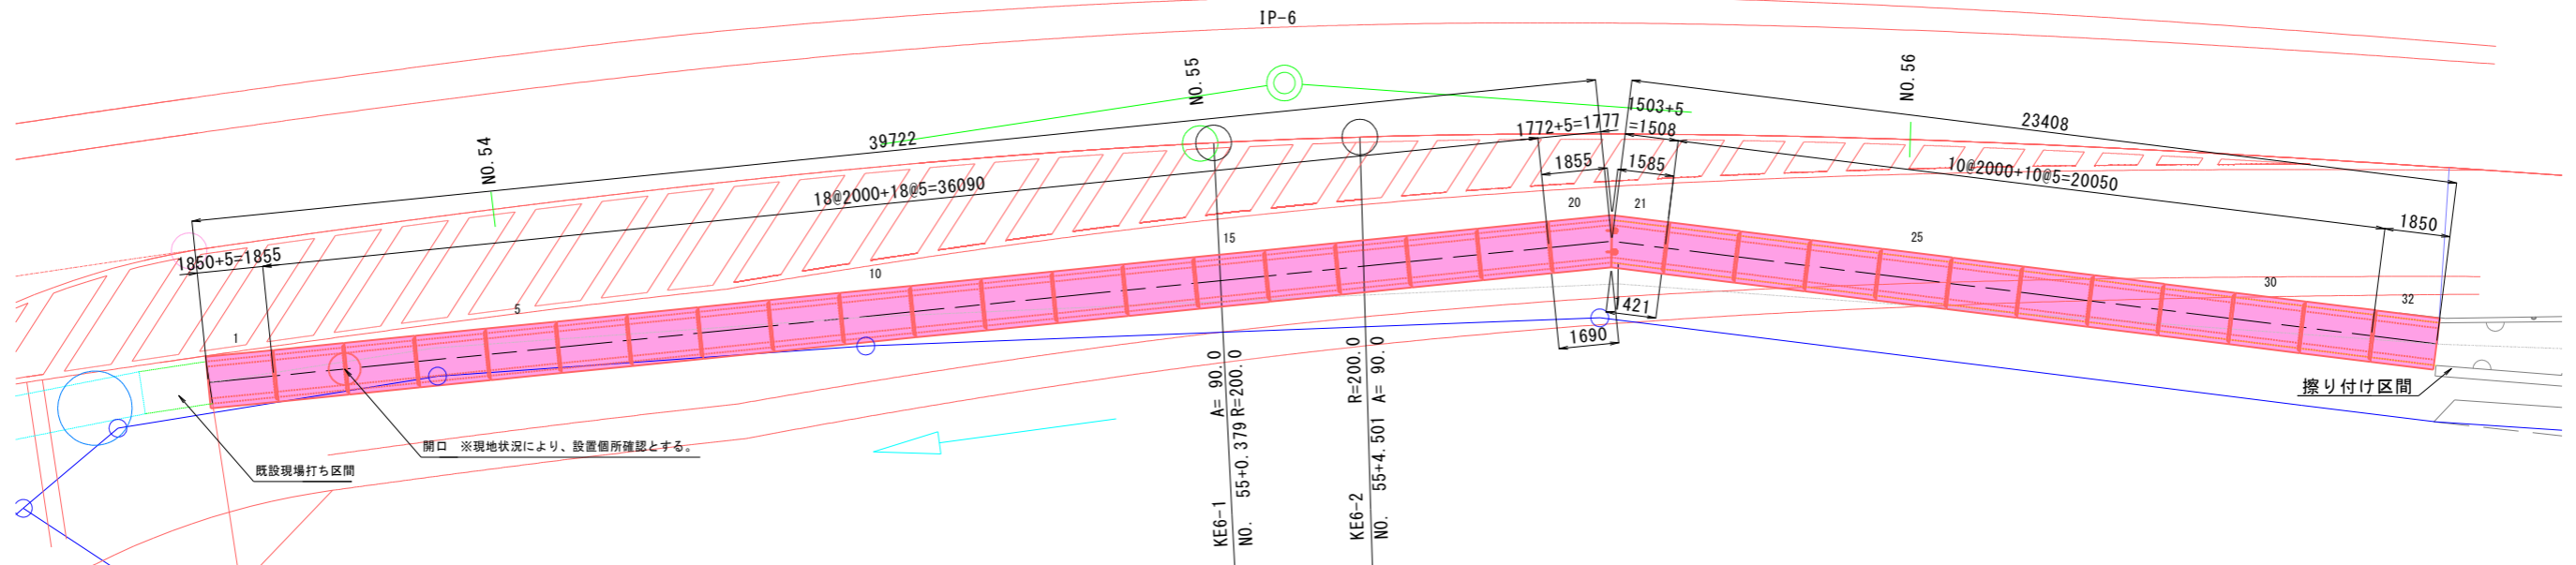 IP-6
NO.54
NO.55
NO.56
39722
23408
1503+5
=1508
1772+5=1777
1855
1585
18@2000+18@5=36090
10@2000+10@5=20050
1850
1850+5=1855
1
5
10
15
20
21
25
30
32
1421
1690
KE6-1
NO. 55+0.379
A= 90.0
R=200.0
KE6-2
NO. 55+4.501
R=200.0
A= 90.0
開口 ※現地状況により、設置個所確認とする。
既設現場打ち区間
擦り付け区間